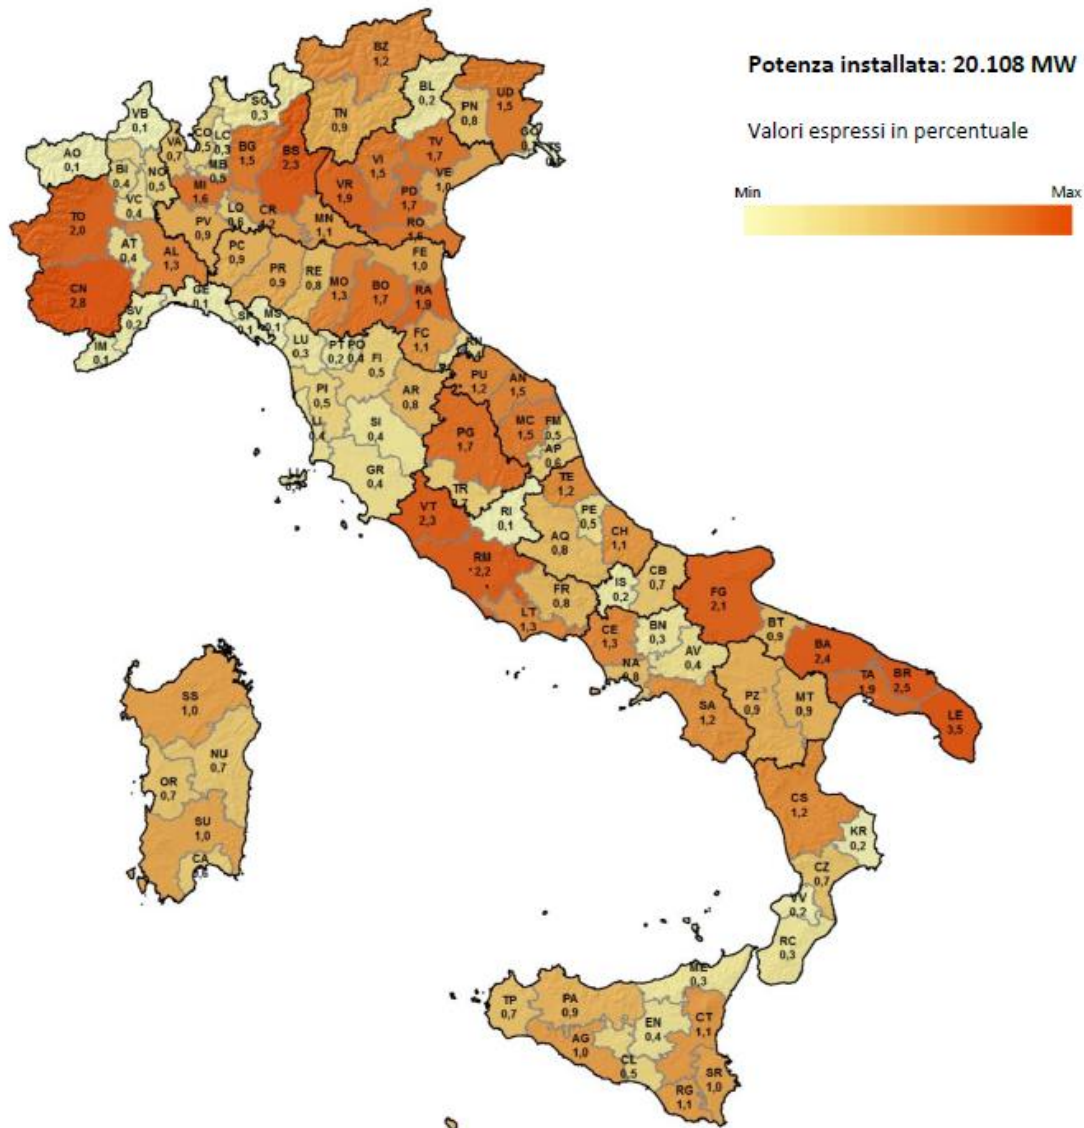 Potenza installata: 20.108 MW
Valori espressi in percentuale
Min
Max
BZ
1,2
BL
0,2
UD
1,5
PN
0,8
TN
0,9
SO
0,3
VB
0,1
AO
0,1
VA
0,7
CO
0,5
LC
0,3
BG
1,5
BS
2,3
TV
1,7
VI
1,5
VE
1,0
GO
BI
0,4
NO
0,5
MB
0,5
MI
1,6
VR
1,9
PD
1,7
VC
0,4
TO
2,0
LO
0,6
CR
1,2
MN
1,1
RO
1,6
PV
0,9
AT
0,4
AL
1,3
PC
0,9
PR
0,9
RE
0,8
MO
1,3
BO
1,7
FE
1,0
RA
1,9
CN
2,8
GE
0,1
SV
0,2
SP
0,1
MS
0,1
IM
0,1
LU
0,3
PT
0,2
PO
0,4
FI
0,5
FC
1,1
RN
PU
1,2
AN
1,5
PI
0,5
AR
0,8
LI
0,4
SI
0,4
PG
1,7
MC
1,5
FM
0,5
AP
0,6
GR
0,4
TR
TE
1,2
VT
2,3
RI
0,1
PE
0,5
AQ
0,8
CH
1,1
RM
2,2
FR
0,8
IS
0,2
CB
0,7
FG
2,1
LT
1,3
CE
1,3
BN
0,3
AV
0,4
BT
0,9
BA
2,4
NA
0,8
TA
1,9
BR
2,5
SS
1,0
SA
1,2
PZ
0,9
MT
0,9
LE
3,5
NU
0,7
OR
0,7
SU
1,0
CA
0,6
CS
1,2
KR
0,2
CZ
0,7
VV
0,2
RC
0,3
ME
0,3
TP
0,7
PA
0,9
EN
0,4
CT
1,1
AG
1,0
CL
0,5
SR
1,0
RG
1,1